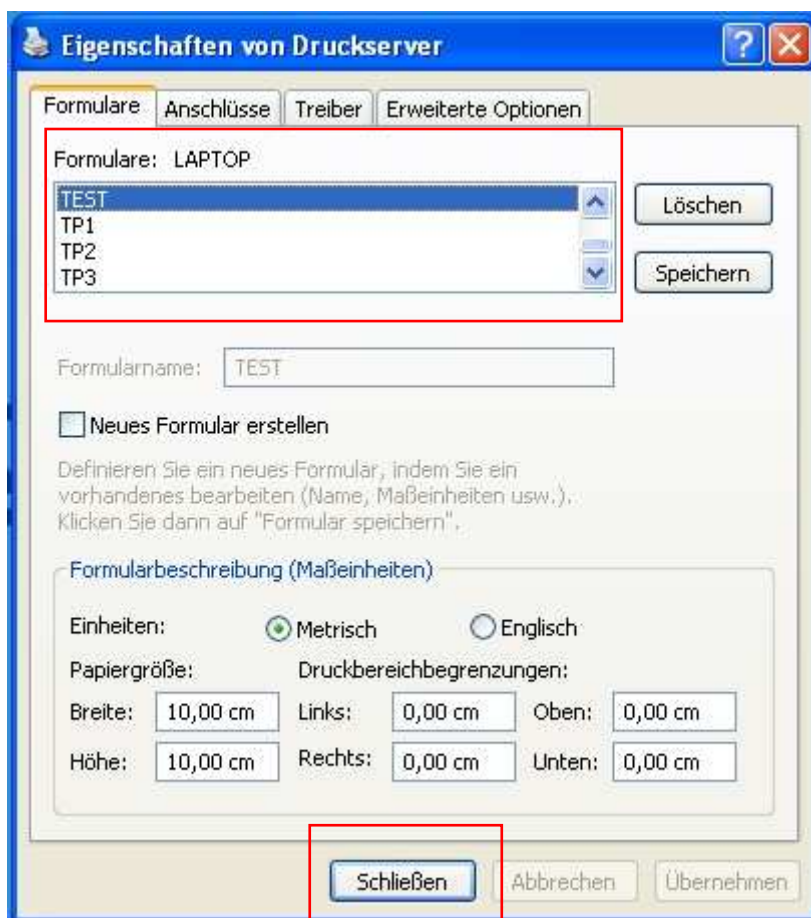 Eigenschaften von Druckserver
Formulare Anschlüsse Treiber Erweiterte Optionen
Formulare: LAPTOP
TEST
TP1
TP2
TP3
Löschen
Speichern
Formularname: TEST
Neues Formular erstellen
Definieren Sie ein neues Formular, indem Sie ein
vorhandenes bearbeiten (Name, Maßeinheiten usw.).
Klicken Sie dann auf "Formular speichern".
Formularbeschreibung (Maßeinheiten)
Einheiten: Metrisch Englisch
Papiergröße: Druckbereichbegrenzungen:
Breite: 10,00 cm Links: 0,00 cm Oben: 0,00 cm
Höhe: 10,00 cm Rechts: 0,00 cm Unten: 0,00 cm
Schließen Abbrechen Übernehmen